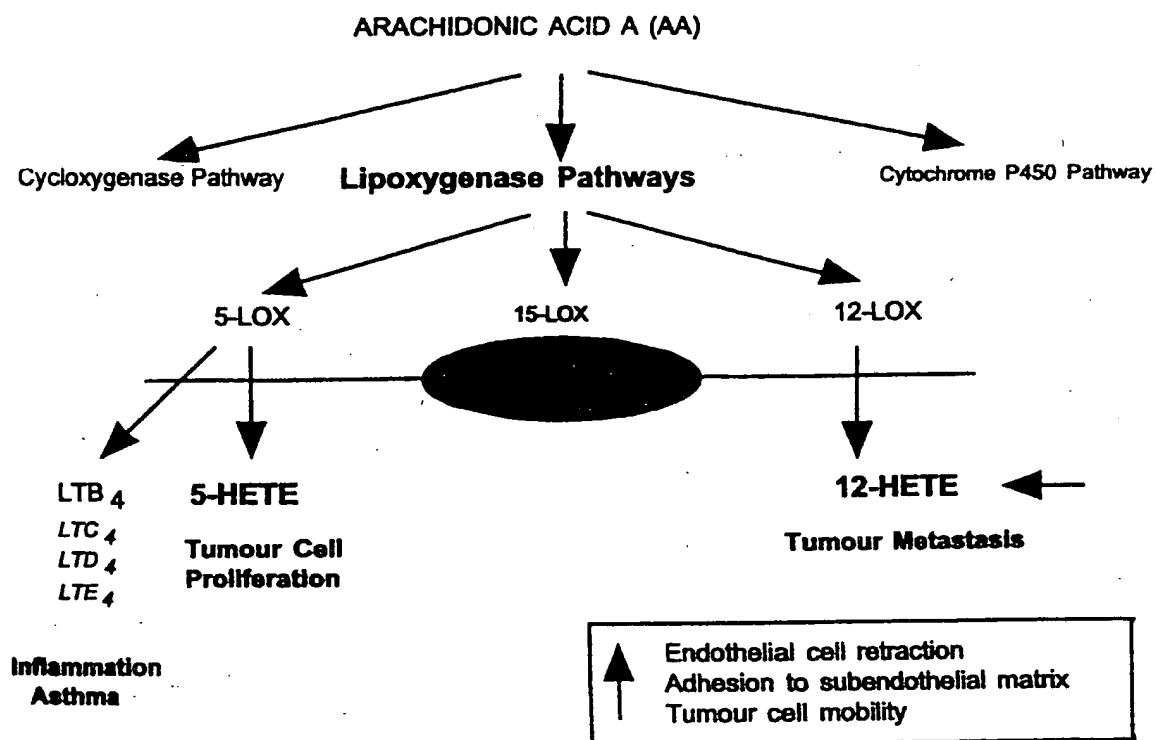 ARACHIDONIC ACID A (AA)
Cycloxygenase Pathway
Lipoxygenase Pathways
Cytochrome P450 Pathway
5-LOX
15-LOX
12-LOX
LTB 4
5-HETE
12-HETE
LTC 4
LTD 4
LTE 4
Tumour Cell
Proliferation
Tumour Metastasis
Inflammation
Asthma
Endothelial cell retraction
Adhesion to subendothelial matrix
Tumour cell mobility